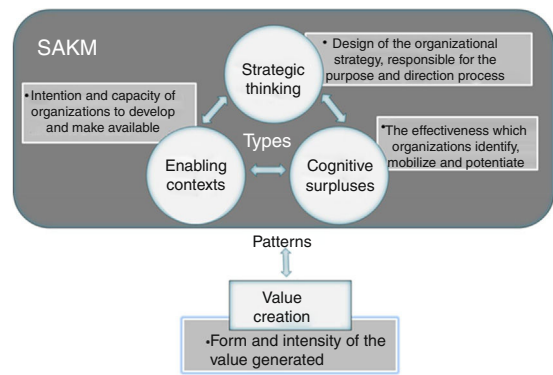 SAKM
Strategic
thinking
• Design of the organizational
strategy, responsible for the
purpose and direction process
•Intention and capacity of
organizations to develop
and make available
Types
Enabling
contexts
Cognitive
surpluses
•The effectiveness which
organizations identify,
mobilize and potentiate
Patterns
Value
creation
•Form and intensity of the
value generated